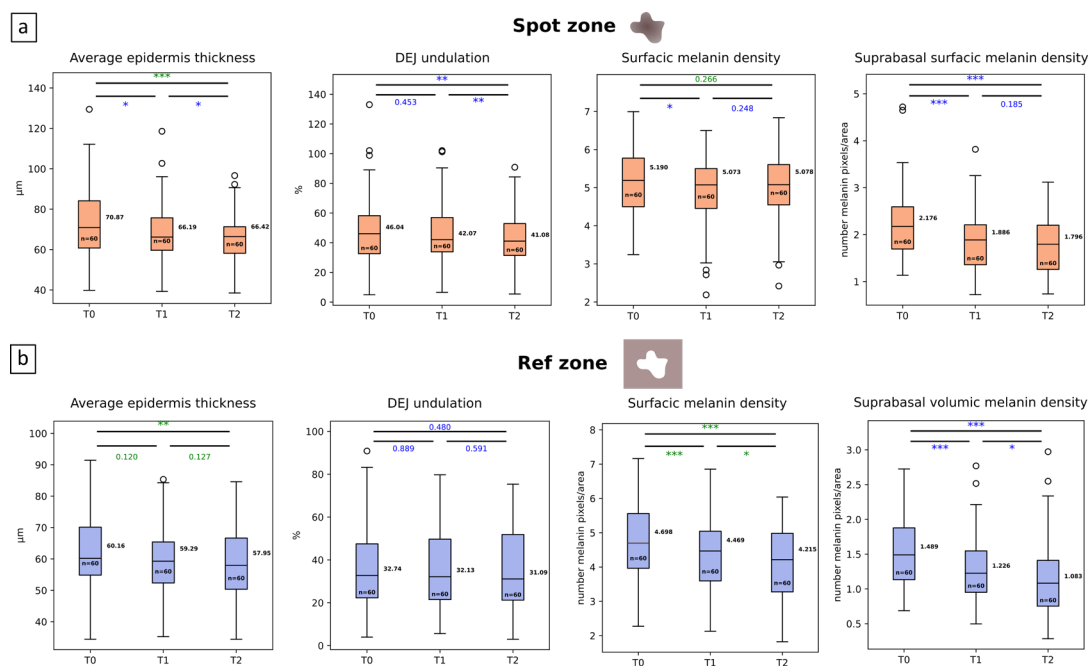 a
Spot zone
Average epidermis thickness
DEJ undulation
Surfacic melanin density
Suprabasal surfacic melanin density
µm
140
120
100
80
60
40
***
*
*
70.87
66.19
66.42
n=60
n=60
n=60
T0
T1
T2
%
140
120
100
80
60
40
20
0
**
0.453
**
46.04
42.07
41.08
n=60
n=60
n=60
T0
T1
T2
7
6
5
4
3
2
0.266
*
0.248
5.190
5.073
5.078
n=60
n=60
n=60
T0
T1
T2
number melanin pixels/area
5
4
3
2
1
***
***
0.185
2.176
1.886
1.796
n=60
n=60
n=60
T0
T1
T2
b
Ref zone
Average epidermis thickness
DEJ undulation
Surfacic melanin density
Suprabasal volumic melanin density
µm
100
90
80
70
60
50
40
**
0.120
0.127
60.16
59.29
57.95
n=60
n=60
n=60
T0
T1
T2
%
100
80
60
40
20
0
0.480
0.889
0.591
32.74
32.13
31.09
n=60
n=60
n=60
T0
T1
T2
number melanin pixels/area
8
7
6
5
4
3
2
***
***
*
4.698
4.469
4.215
n=60
n=60
n=60
T0
T1
T2
number melanin pixels/area
3.0
2.5
2.0
1.5
1.0
0.5
***
***
*
1.489
1.226
1.083
n=60
n=60
n=60
T0
T1
T2